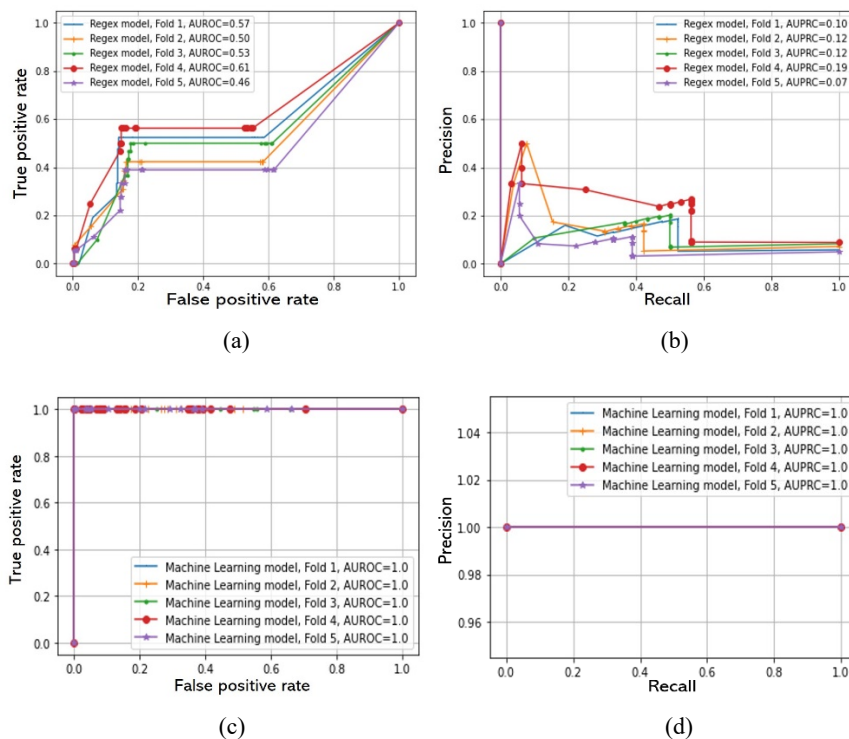 Regex model, Fold 1, AUROC=0.57
Regex model, Fold 2, AUROC=0.50
Regex model, Fold 3, AUROC=0.53
Regex model, Fold 4, AUROC=0.61
Regex model, Fold 5, AUROC=0.46
True positive rate
1.0
0.8
0.6
0.4
0.2
0.0
0.0 0.2 0.4 0.6 0.8 1.0
False positive rate
(a)
Regex model, Fold 1, AUPRC=0.10
Regex model, Fold 2, AUPRC=0.12
Regex model, Fold 3, AUPRC=0.12
Regex model, Fold 4, AUPRC=0.19
Regex model, Fold 5, AUPRC=0.07
Precision
1.0
0.8
0.6
0.4
0.2
0.0
0.0 0.2 0.4 0.6 0.8 1.0
Recall
(b)
True positive rate
1.0
0.8
0.6
0.4
0.2
0.0
Machine Learning model, Fold 1, AUROC=1.0
Machine Learning model, Fold 2, AUROC=1.0
Machine Learning model, Fold 3, AUROC=1.0
Machine Learning model, Fold 4, AUROC=1.0
Machine Learning model, Fold 5, AUROC=1.0
0.0 0.2 0.4 0.6 0.8 1.0
False positive rate
(c)
Machine Learning model, Fold 1, AUPRC=1.0
Machine Learning model, Fold 2, AUPRC=1.0
Machine Learning model, Fold 3, AUPRC=1.0
Machine Learning model, Fold 4, AUPRC=1.0
Machine Learning model, Fold 5, AUPRC=1.0
Precision
1.04
1.02
1.00
0.98
0.96
0.0 0.2 0.4 0.6 0.8 1.0
Recall
(d)